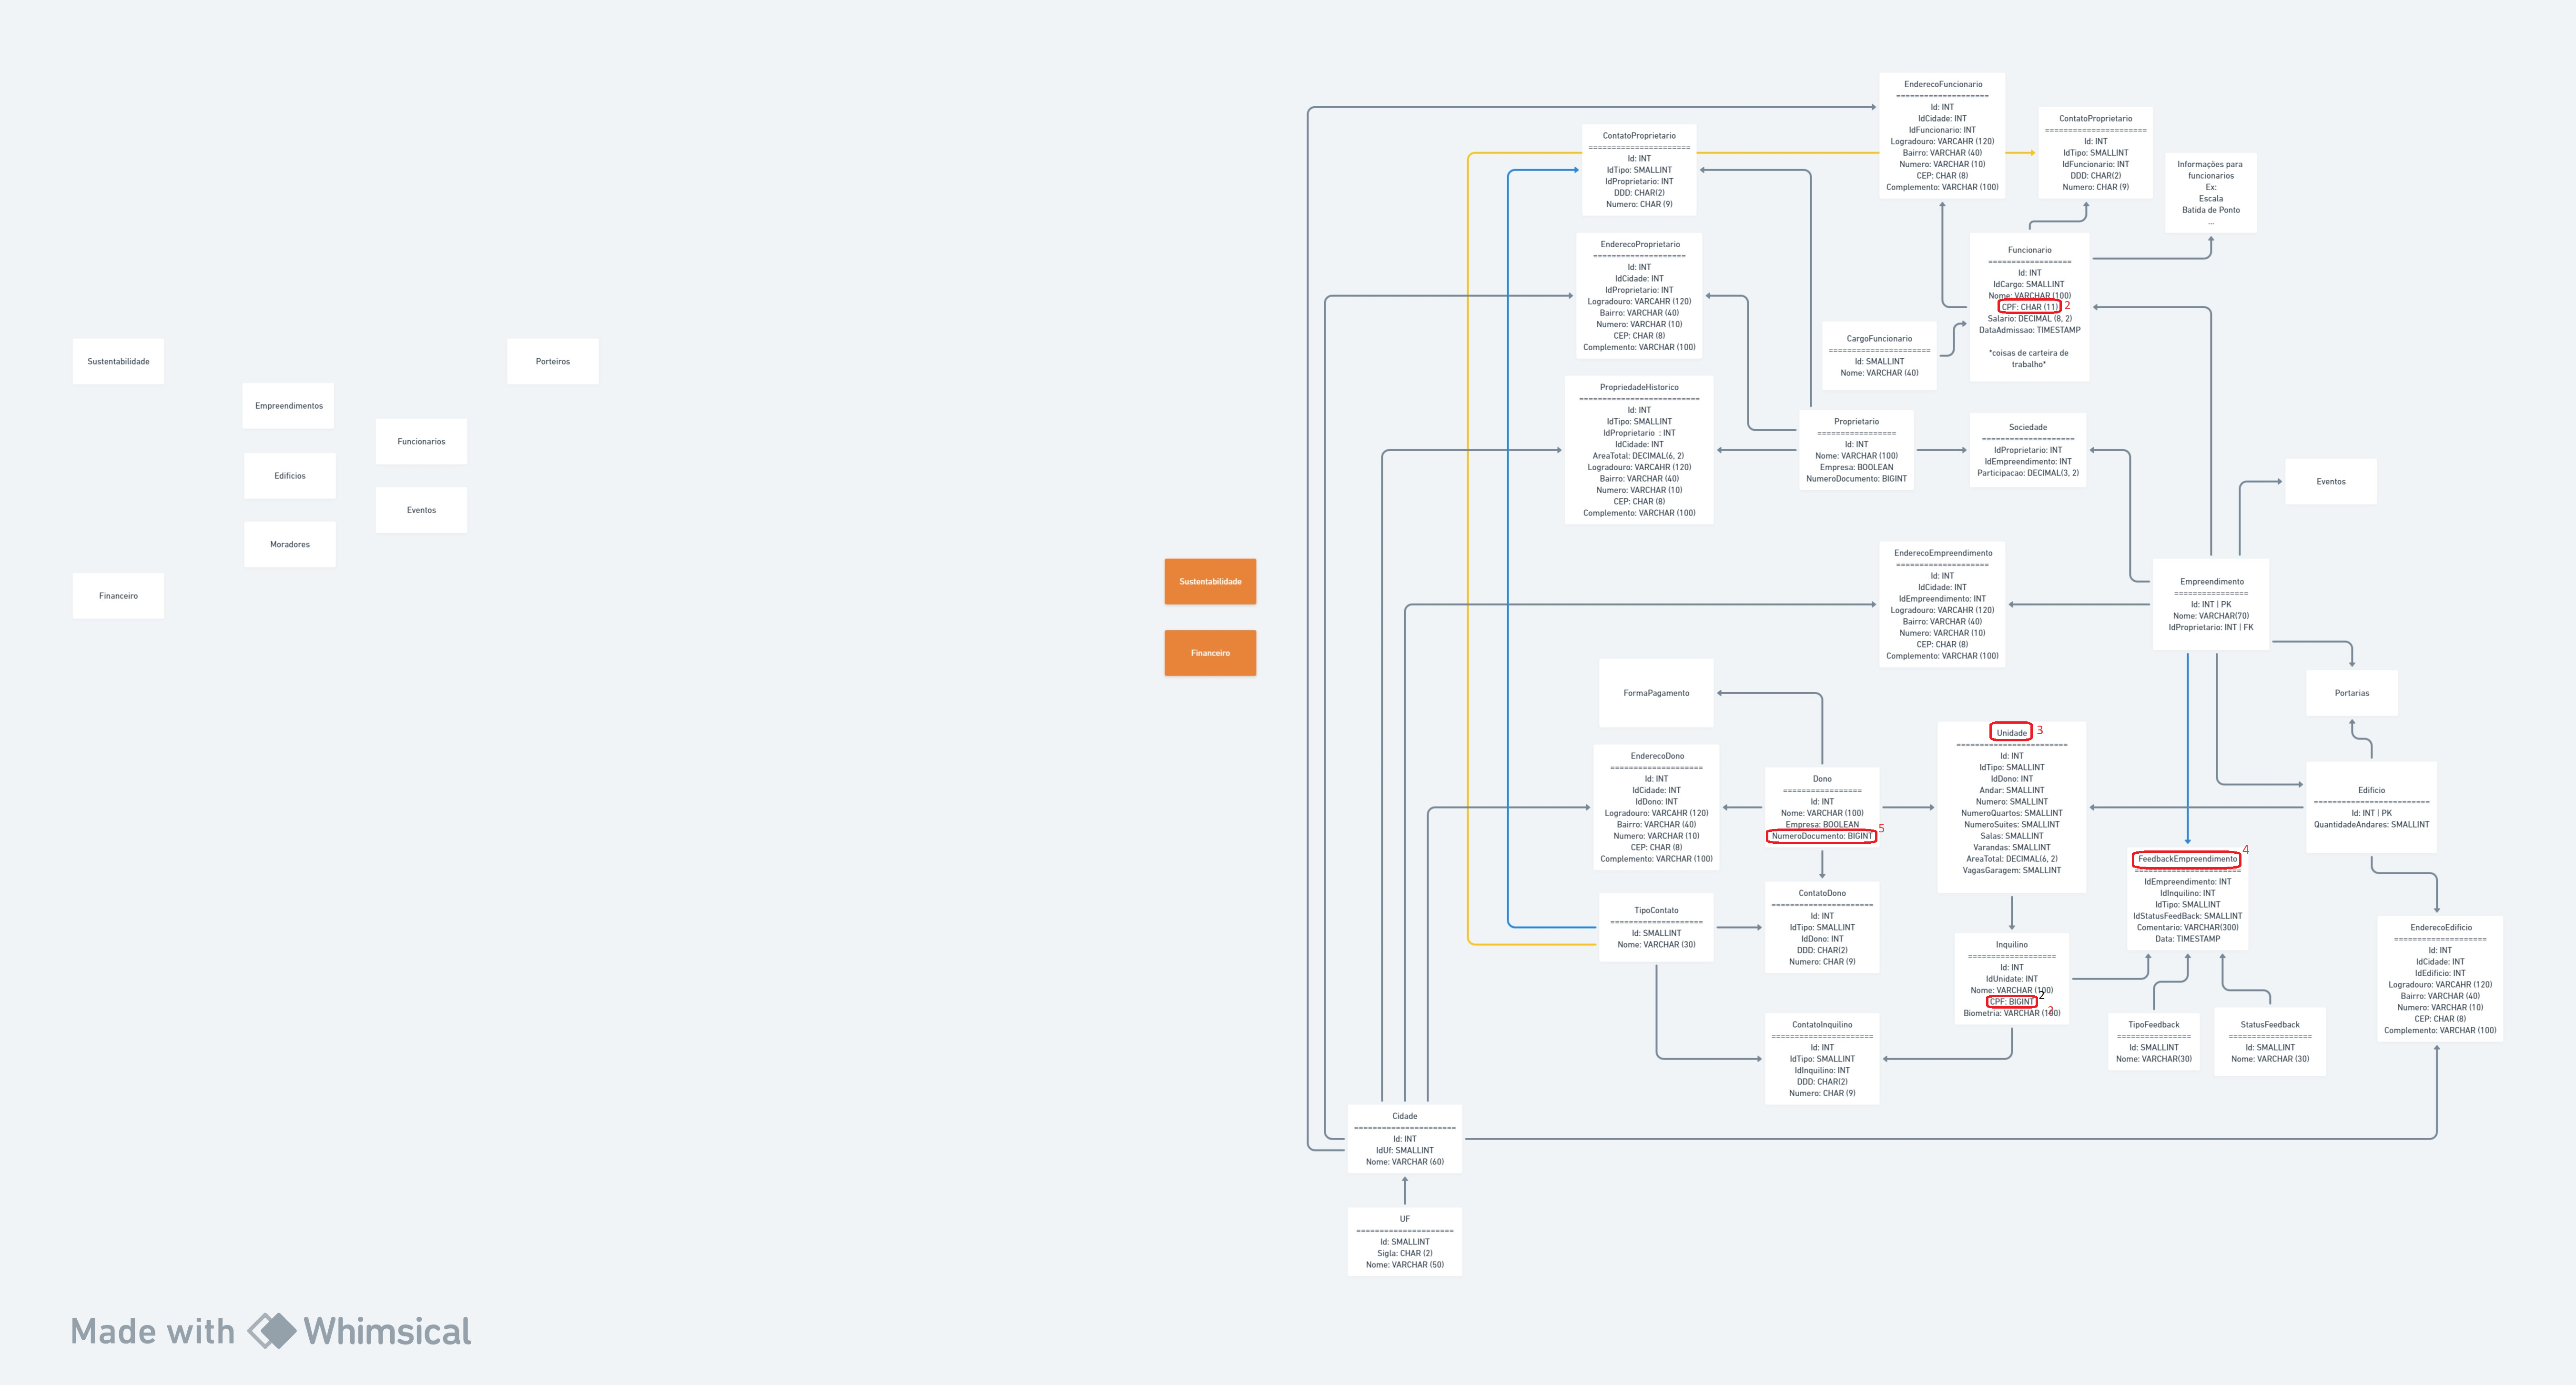 Sustentabilidade
Porteiros
Empreendimentos
Funcionarios
Edificios
Eventos
Moradores
Financeiro
Sustentabilidade
Financeiro
EnderecoFuncionario
====================
Id: INT
IdCidade: INT
IdFuncionario: INT
Logradouro: VARCAHR (120)
Bairro: VARCHAR (40)
Numero: VARCHAR (10)
CEP: CHAR (8)
Complemento: VARCHAR (100)
ContatoProprietario
======================
Id: INT
IdTipo: SMALLINT
IdFuncionario: INT
DDD: CHAR(2)
Numero: CHAR (9)
ContatoProprietario
======================
Id: INT
IdTipo: SMALLINT
IdProprietario: INT
DDD: CHAR(2)
Numero: CHAR (9)
Informações para
funcionarios
Ex:
Escala
Batida de Ponto
...
EnderecoProprietario
====================
Id: INT
IdCidade: INT
IdProprietario: INT
Logradouro: VARCAHR (120)
Bairro: VARCHAR (40)
Numero: VARCHAR (10)
CEP: CHAR (8)
Complemento: VARCHAR (100)
Funcionario
==================
Id: INT
IdCargo: SMALLINT
Nome: VARCHAR (100)
CPF: CHAR (11) 2
Salario: DECIMAL (8, 2)
DataAdmissao: TIMESTAMP
*coisas de carteira de
trabalho*
CargoFuncionario
======================
Id: SMALLINT
Nome: VARCHAR (40)
PropriedadeHistorico
==========================
Id: INT
IdTipo: SMALLINT
IdProprietario : INT
IdCidade: INT
AreaTotal: DECIMAL(6, 2)
Logradouro: VARCAHR (120)
Bairro: VARCHAR (40)
Numero: VARCHAR (10)
CEP: CHAR (8)
Complemento: VARCHAR (100)
Proprietario
=================
Id: INT
Nome: VARCHAR (100)
Empresa: BOOLEAN
NumeroDocumento: BIGINT
Sociedade
====================
IdProprietario: INT
IdEmpreendimento: INT
Participacao: DECIMAL(3, 2)
Eventos
EnderecoEmpreendimento
====================
Id: INT
IdCidade: INT
IdEmpreendimento: INT
Logradouro: VARCAHR (120)
Bairro: VARCHAR (40)
Numero: VARCHAR (10)
CEP: CHAR (8)
Complemento: VARCHAR (100)
Empreendimento
================
Id: INT | PK
Nome: VARCHAR(70)
IdProprietario: INT | FK
FormaPagamento
Portarias
EnderecoDono
====================
Id: INT
IdCidade: INT
IdDono: INT
Logradouro: VARCAHR (120)
Bairro: VARCHAR (40)
Numero: VARCHAR (10)
CEP: CHAR (8)
Complemento: VARCHAR (100)
Dono
=================
Id: INT
Nome: VARCHAR (100)
Empresa: BOOLEAN
NumeroDocumento: BIGINT 5
Unidade 3
========================
Id: INT
IdTipo: SMALLINT
IdDono: INT
Andar: SMALLINT
Numero: SMALLINT
NumeroQuartos: SMALLINT
NumeroSuites: SMALLINT
Salas: SMALLINT
Varandas: SMALLINT
AreaTotal: DECIMAL(6, 2)
VagasGaragem: SMALLINT
Edificio
=========================
Id: INT | PK
QuantidadeAndares: SMALLINT
FeedbackEmpreendimento 4
=======================
IdEmpreendimento: INT
IdInquilino: INT
IdTipo: SMALLINT
IdStatusFeedBack: SMALLINT
Comentario: VARCHAR(300)
Data: TIMESTAMP
TipoContato
====================
Id: SMALLINT
Nome: VARCHAR (30)
ContatoDono
======================
Id: INT
IdTipo: SMALLINT
IdDono: INT
DDD: CHAR(2)
Numero: CHAR (9)
Inquilino
===================
Id: INT
IdUnidate: INT
Nome: VARCHAR (100)
CPF: BIGINT 2
Biometria: VARCHAR (100)
2
EnderecoEdificio
====================
Id: INT
IdCidade: INT
IdEdificio: INT
Logradouro: VARCAHR (120)
Bairro: VARCHAR (40)
Numero: VARCHAR (10)
CEP: CHAR (8)
Complemento: VARCHAR (100)
ContatoInquilino
======================
Id: INT
IdTipo: SMALLINT
IdInquilino: INT
DDD: CHAR(2)
Numero: CHAR (9)
TipoFeedback
================
Id: SMALLINT
Nome: VARCHAR(30)
StatusFeedback
==================
Id: SMALLINT
Nome: VARCHAR (30)
Cidade
======================
Id: INT
IdUf: SMALLINT
Nome: VARCHAR (60)
UF
=====================
Id: SMALLINT
Sigla: CHAR (2)
Nome: VARCHAR (50)
Made with Whimsical